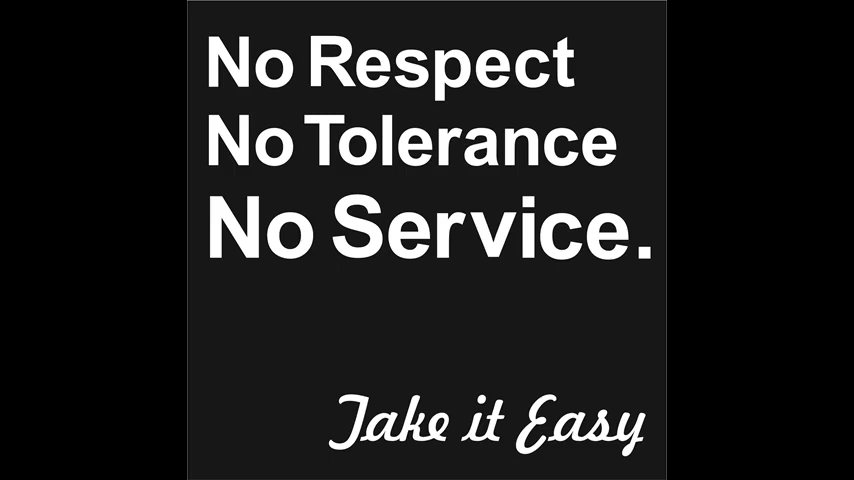 No Respect
No Tolerance
No Service.
Take it Easy